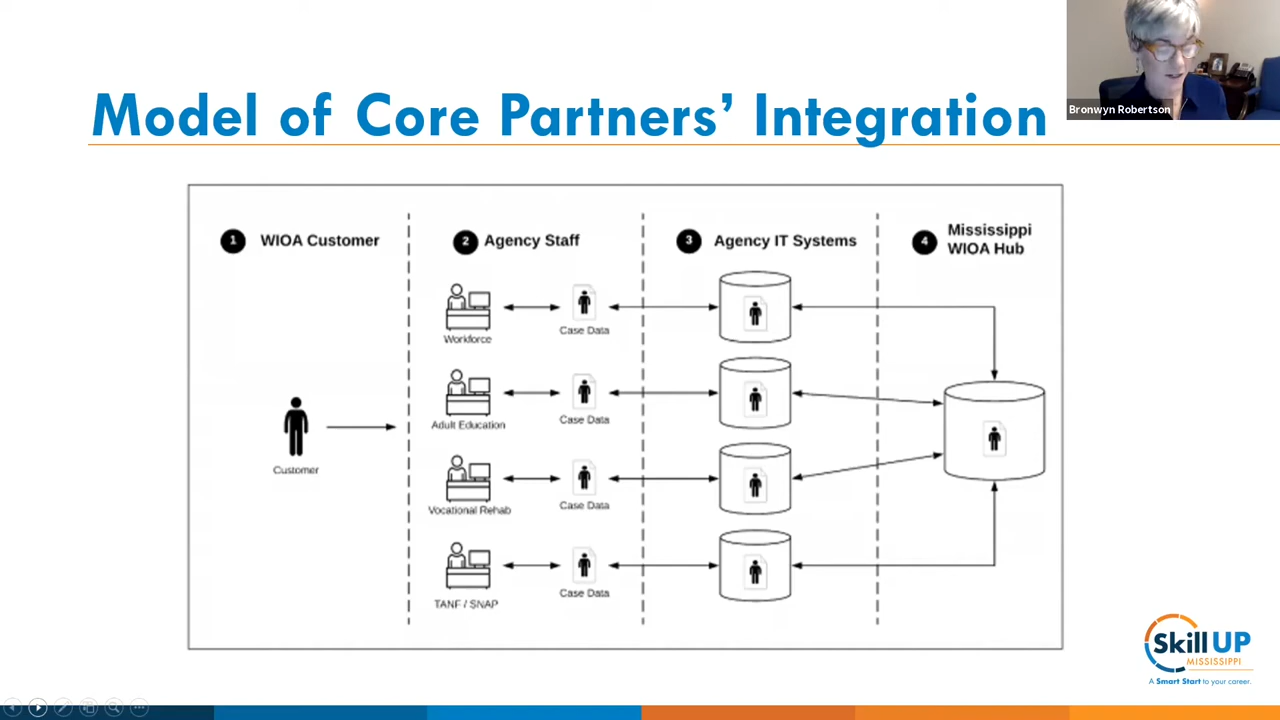 Bronwyn Robertson
Model of Core Partners' Integration
1 WIOA Customer
2 Agency Staff
3 Agency IT Systems
4 Mississippi
WIOA Hub
Workforce
Case Data
Adult Education
Case Data
Customer
Vocational Rehab
Case Data
TANF / SNAP
Case Data
Skill UP
MISSISSIPPI
A Smart Start to your career.